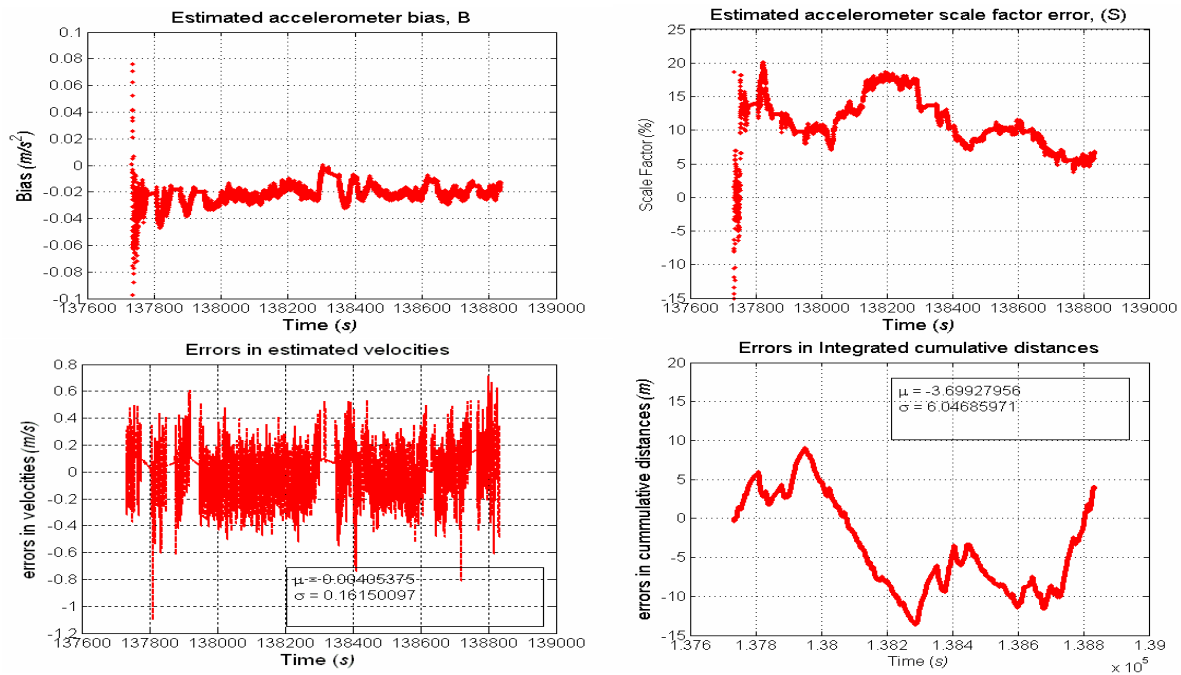 Estimated accelerometer bias, B
0.1
0.08
0.06
0.04
0.02
0
-0.02
-0.04
-0.06
-0.08
-0.1
Bias (m/s²)
137600 137800 138000 138200 138400 138600 138800 139000
Time (s)
Estimated accelerometer scale factor error, (S)
25
20
15
10
5
0
-5
-10
-15
Scale Factor (%)
137600 137800 138000 138200 138400 138600 138800 139000
Time (s)
Errors in estimated velocities
0.8
0.6
0.4
0.2
0
-0.2
-0.4
-0.6
-0.8
-1
-1.2
errors in velocities (m/s)
μ = 0.00405375
σ = 0.16150097
137600 137800 138000 138200 138400 138600 138800 139000
Time (s)
Errors in Integrated cumulative distances
20
15
10
5
0
-5
-10
-15
errors in cummulative distances (m)
μ = -3.69927956
σ = 6.04685971
1.376 1.378 1.38 1.382 1.384 1.386 1.388 1.39
Time (s)
x 10⁵